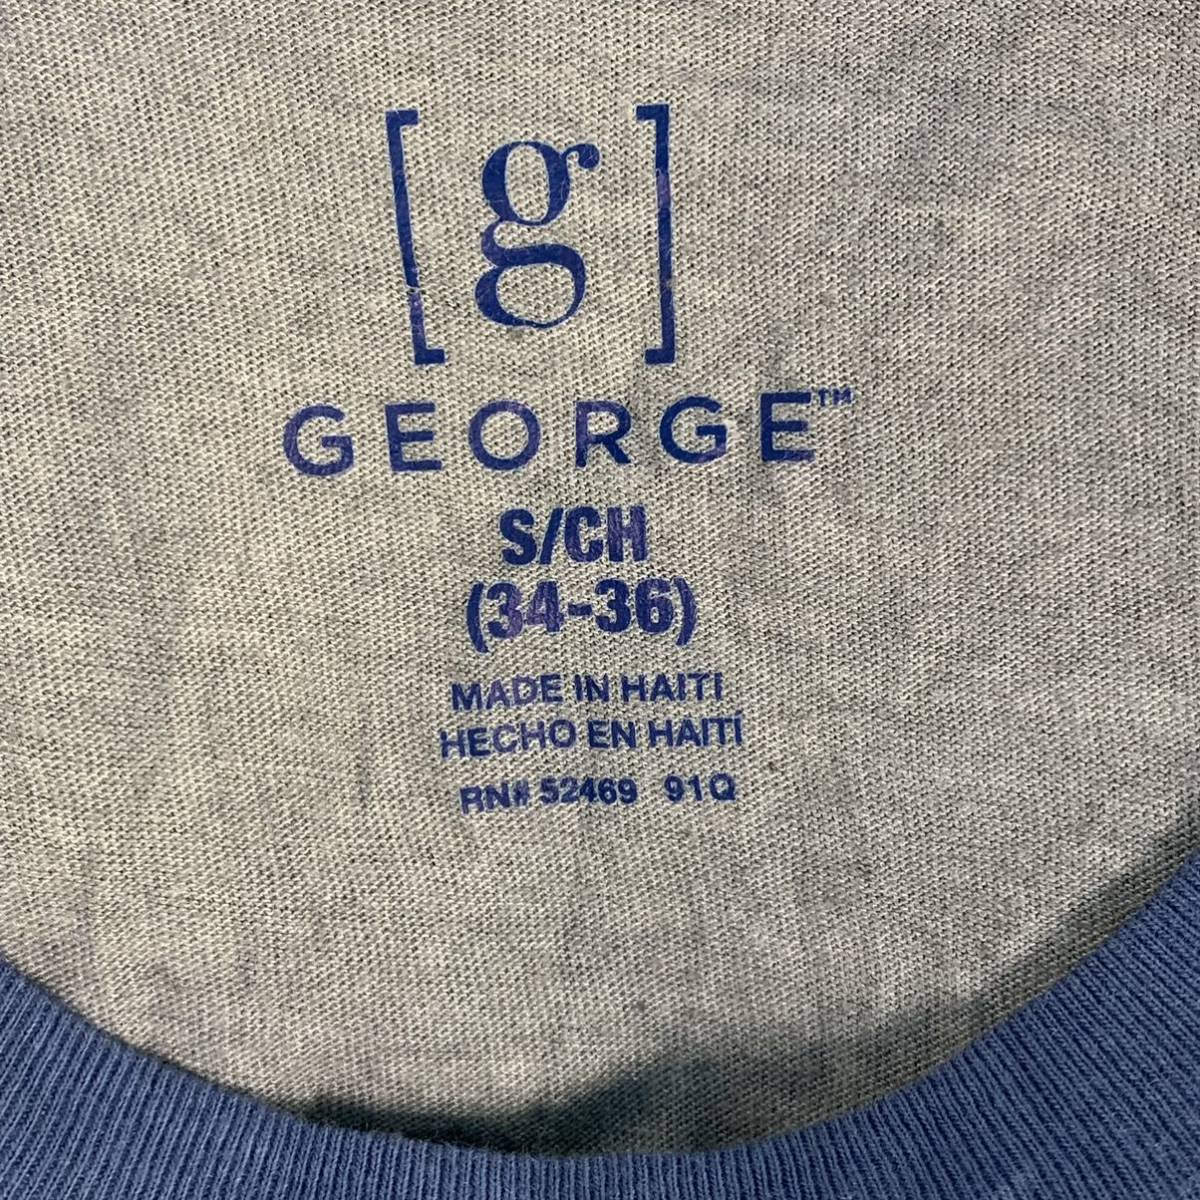 [g]
GEORGE™
S/CH
(34-36)
MADE IN HAITI
HECHO EN HAITÍ
RN# 52469 91Q